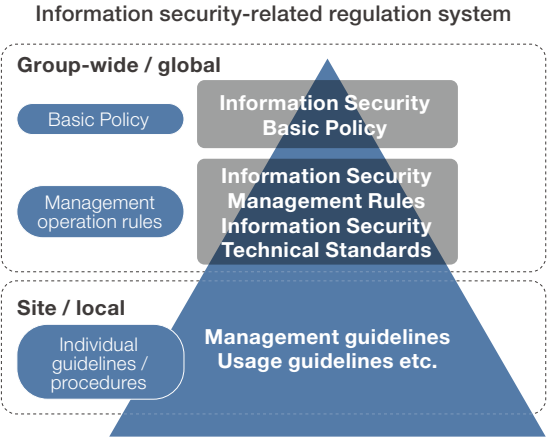 Information security-related regulation system
Group-wide / global
Basic Policy
Information Security
Basic Policy
Management
operation rules
Information Security
Management Rules
Information Security
Technical Standards
Site / local
Individual
guidelines /
procedures
Management guidelines
Usage guidelines etc.